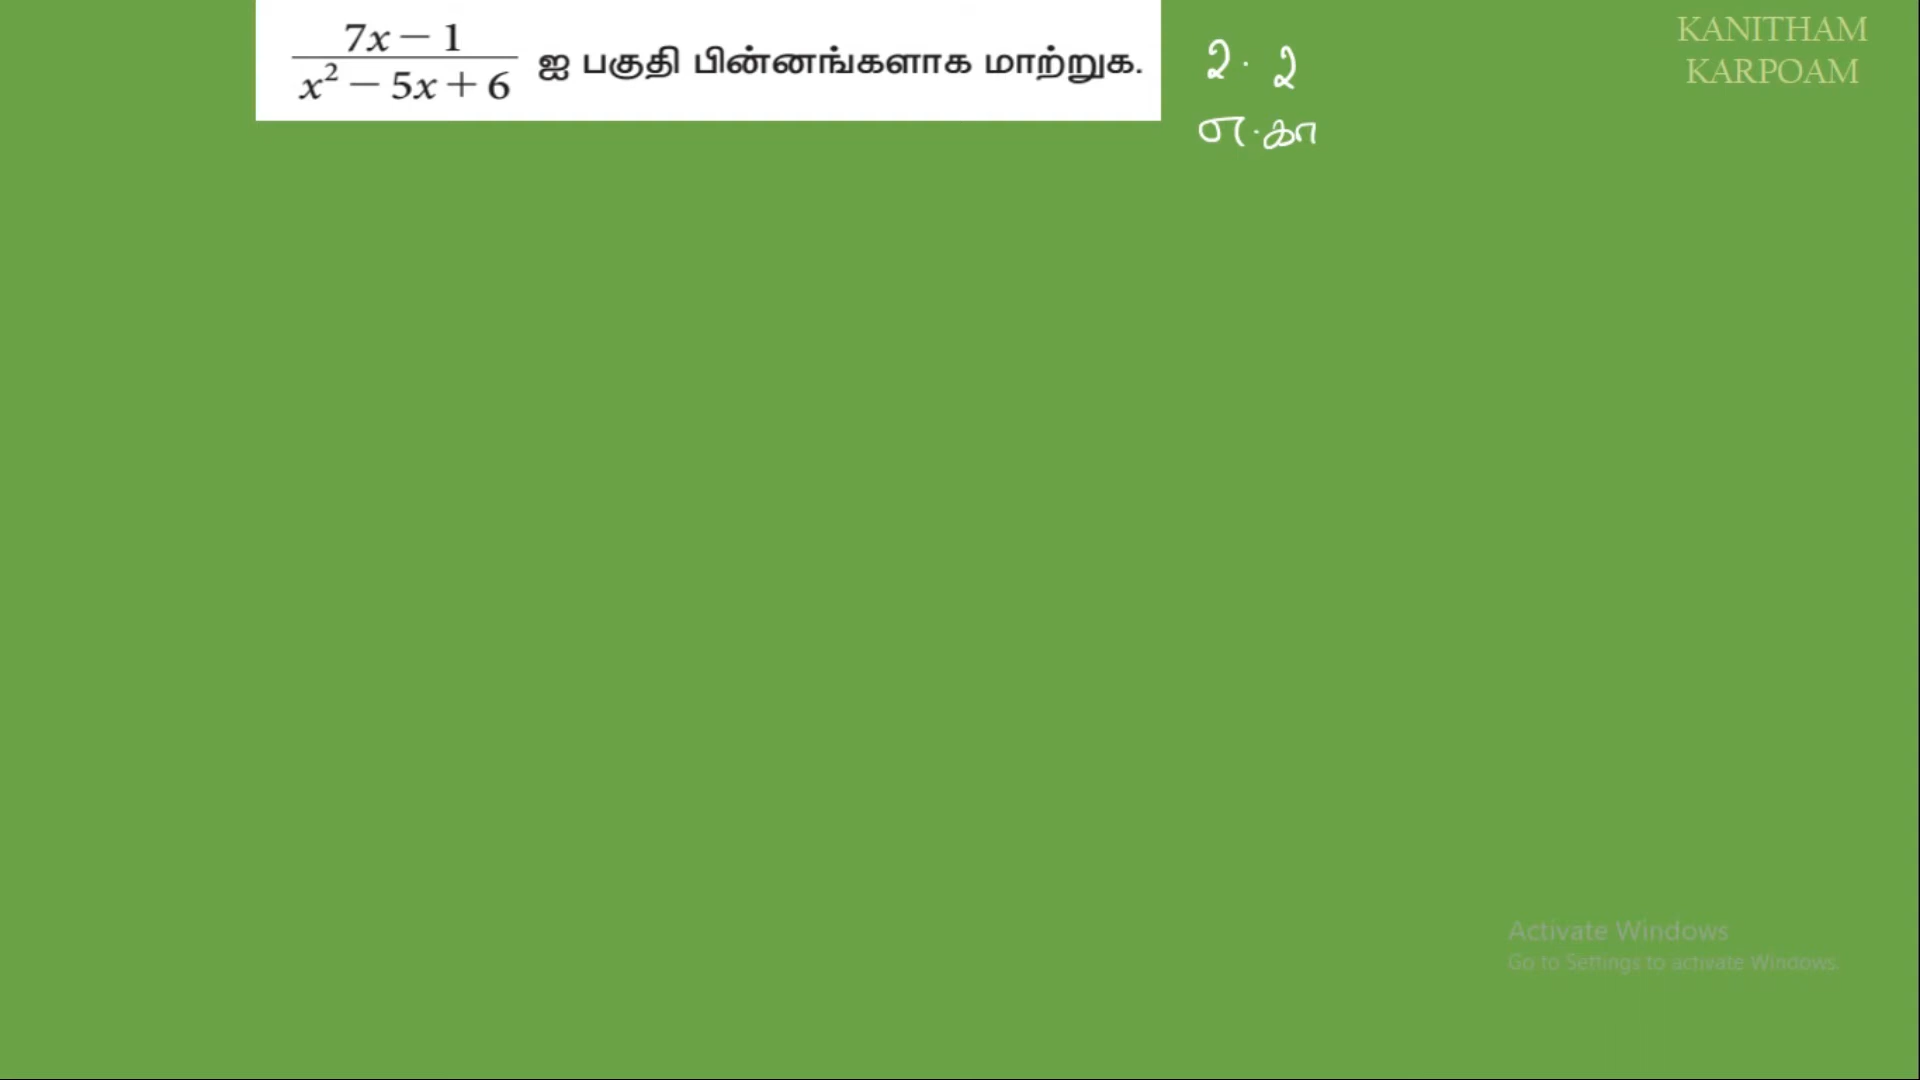 7x − 1
―――――― ஐ பகுதி பின்னங்களாக மாற்றுக.
x² − 5x + 6
2 . 2
எ.கா
KANITHAM
KARPOAM
Activate Windows
Go to Settings to activate Windows.